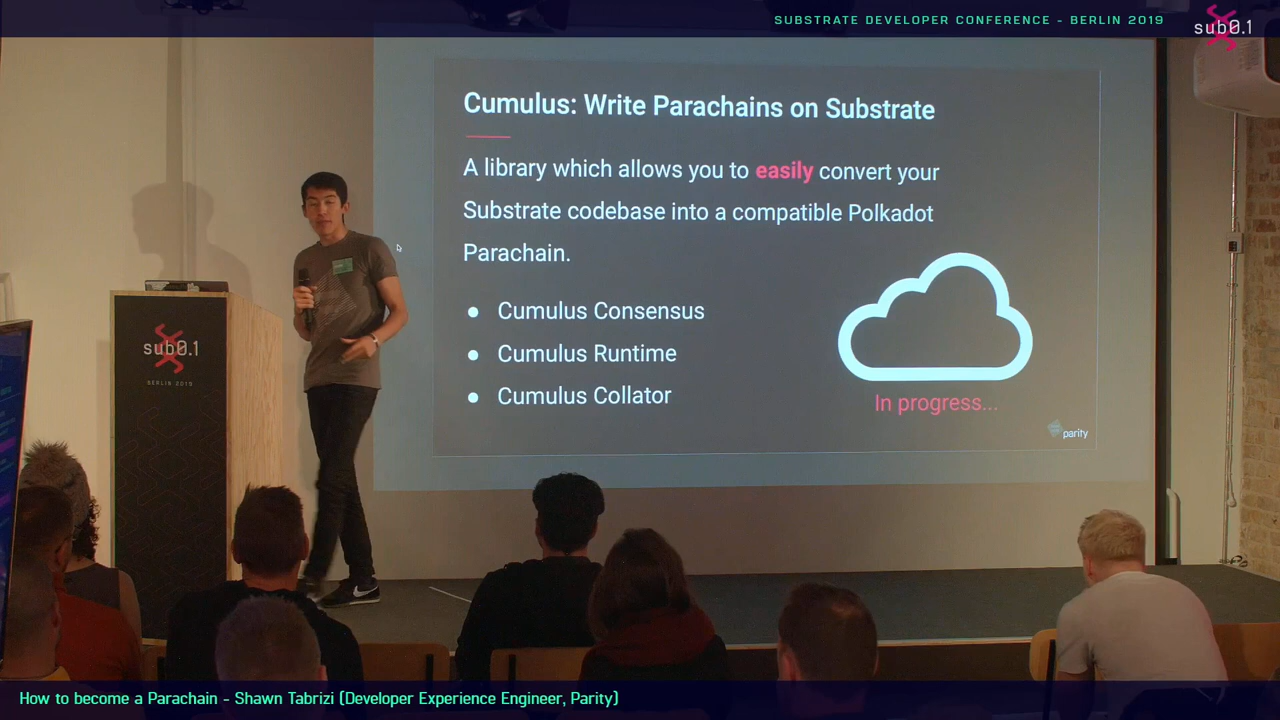 SUBSTRATE DEVELOPER CONFERENCE - BERLIN 2019
sub0.1
Cumulus: Write Parachains on Substrate
A library which allows you to easily convert your
Substrate codebase into a compatible Polkadot
Parachain.
● Cumulus Consensus
● Cumulus Runtime
● Cumulus Collator
In progress...
parity
sub0.1
BERLIN 2019
How to become a Parachain - Shawn Tabrizi (Developer Experience Engineer, Parity)